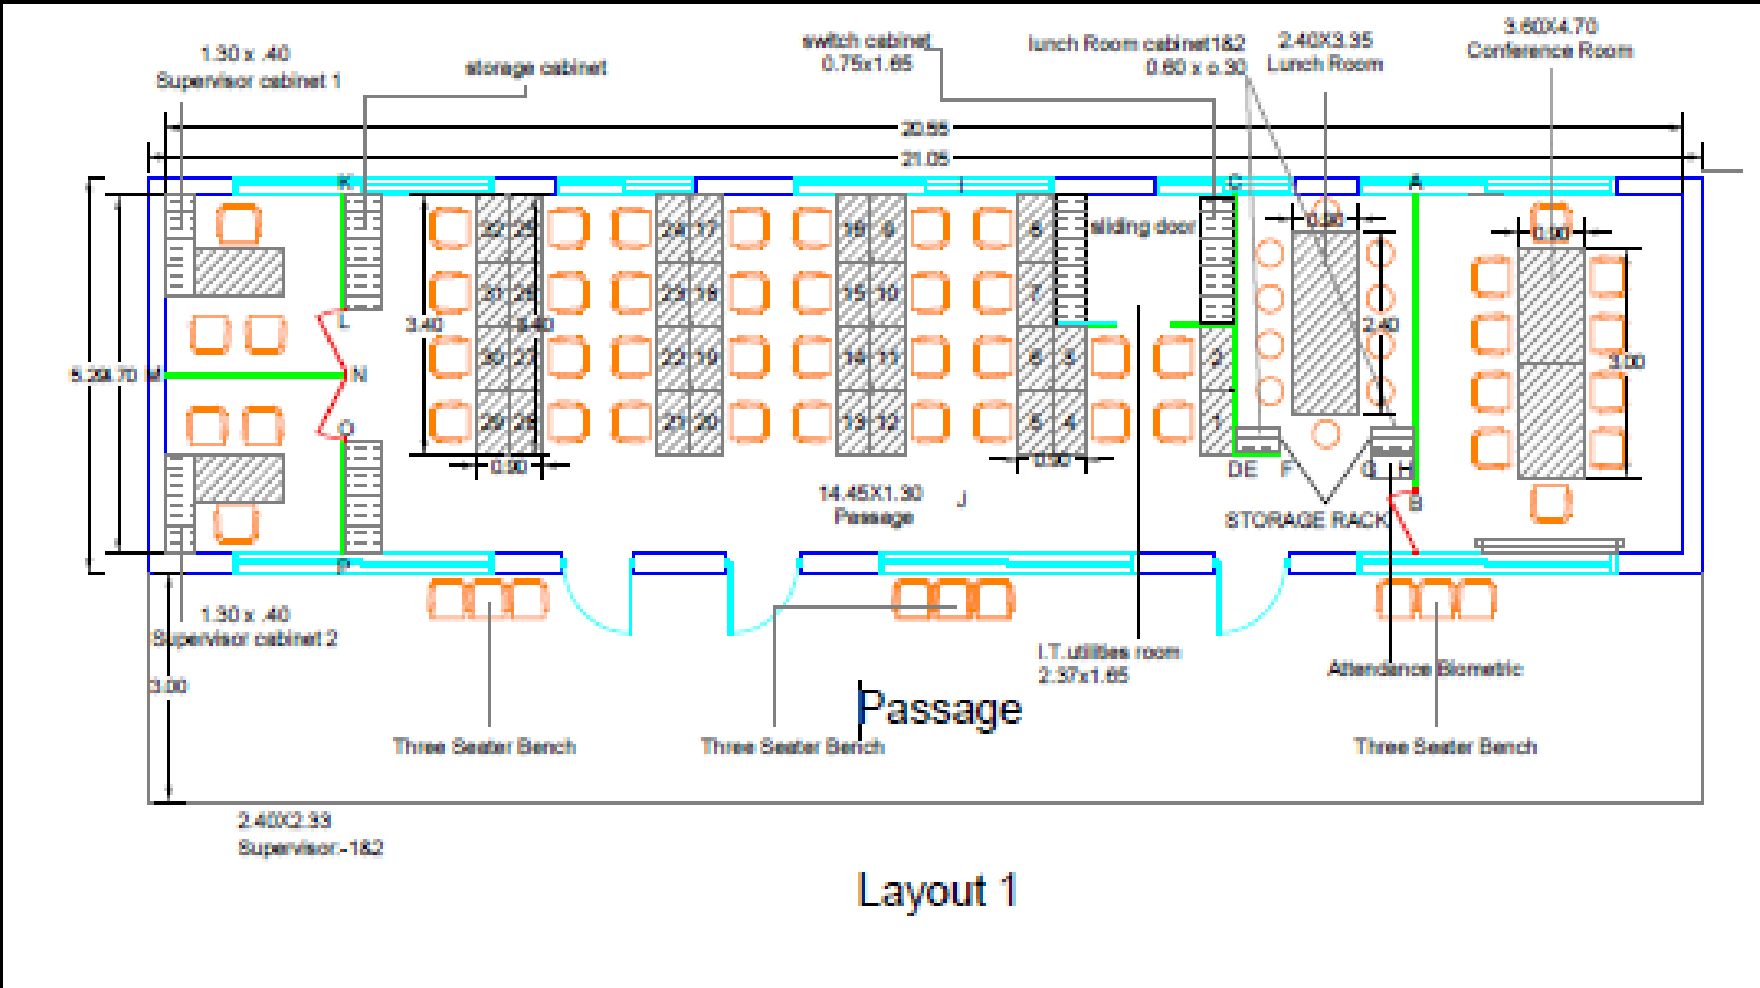 1.30 x .40
Supervisor cabinet 1
storage cabinet
switch cabinet
0.75x1.65
lunch Room cabinet1&2
0.60 x o.30
2.40X3.35
Lunch Room
3.60X4.70
Conference Room
20.55
21.05
K
I
C
A
sliding door
0.90
0.90
32 25
24 17
16 9
8
31 26
23 18
15 10
7
L
3.40
3.40
2.40
30 27
22 19
14 11
6 3
2
3.00
4.70
M
N
29 28
21 20
13 12
5 4
1
O
0.90
0.90
DE
F
G
H
14.45X1.30
Passage
J
STORAGE RACK
B
P
1.30 x .40
Supervisor cabinet 2
I.T.utilities room
2.37x1.65
Attendance Biometric
3.00
Passage
Three Seater Bench
Three Seater Bench
Three Seater Bench
2.40X2.33
Supervisor.-1&2
Layout 1